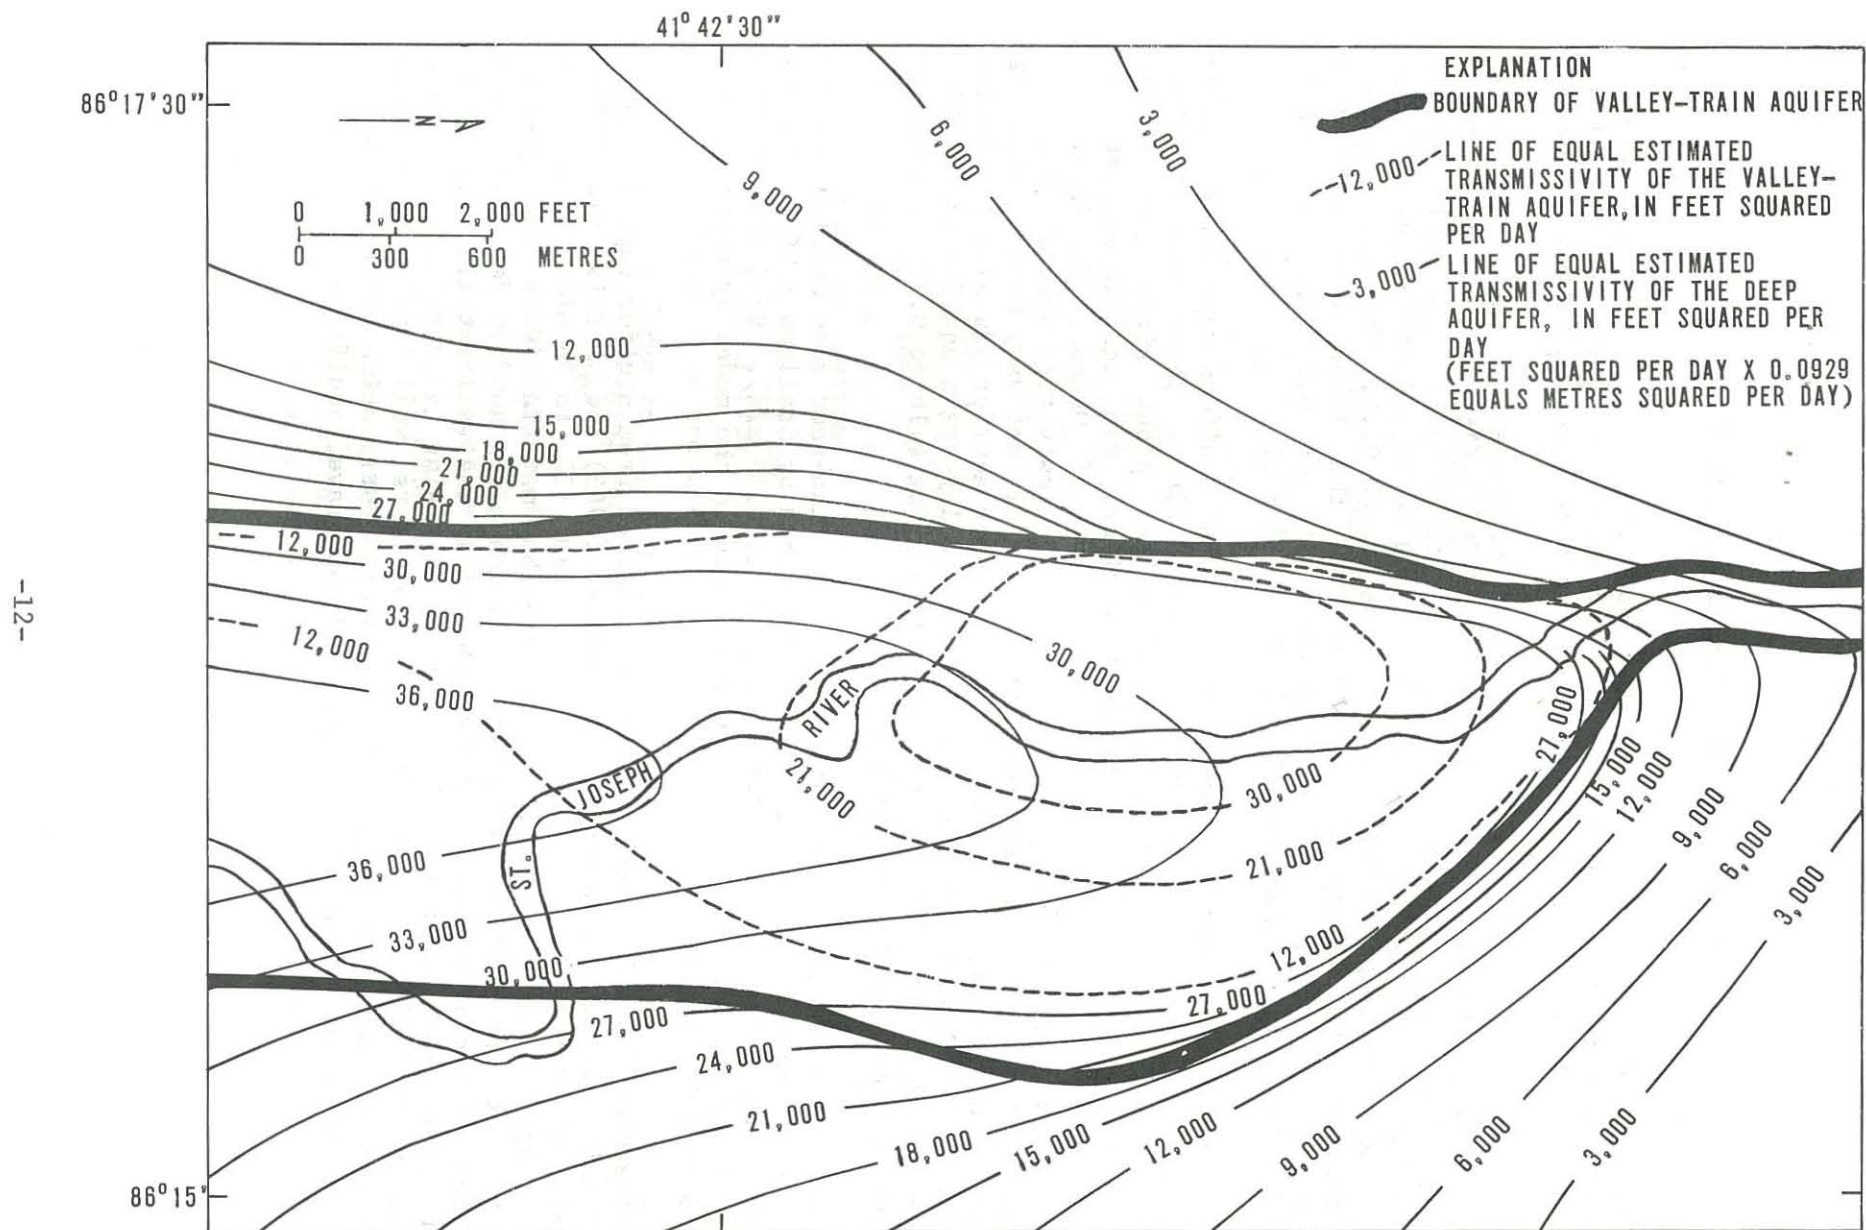 41°42'30"
86°17'30"
N
0 1,000 2,000 FEET
0 300 600 METRES
EXPLANATION
BOUNDARY OF VALLEY-TRAIN AQUIFER
--12,000-- LINE OF EQUAL ESTIMATED
TRANSMISSIVITY OF THE VALLEY-
TRAIN AQUIFER, IN FEET SQUARED
PER DAY
—3,000— LINE OF EQUAL ESTIMATED
TRANSMISSIVITY OF THE DEEP
AQUIFER, IN FEET SQUARED PER
DAY
(FEET SQUARED PER DAY X 0.0929
EQUALS METRES SQUARED PER DAY)
3,000
6,000
9,000
12,000
15,000
18,000
21,000
24,000
27,000
12,000
30,000
33,000
12,000
36,000
30,000
27,000
RIVER
JOSEPH
ST.
21,000
30,000
21,000
15,000
12,000
9,000
6,000
3,000
36,000
33,000
30,000
12,000
27,000
27,000
24,000
21,000
18,000
15,000
12,000
9,000
6,000
3,000
86°15'
-12-